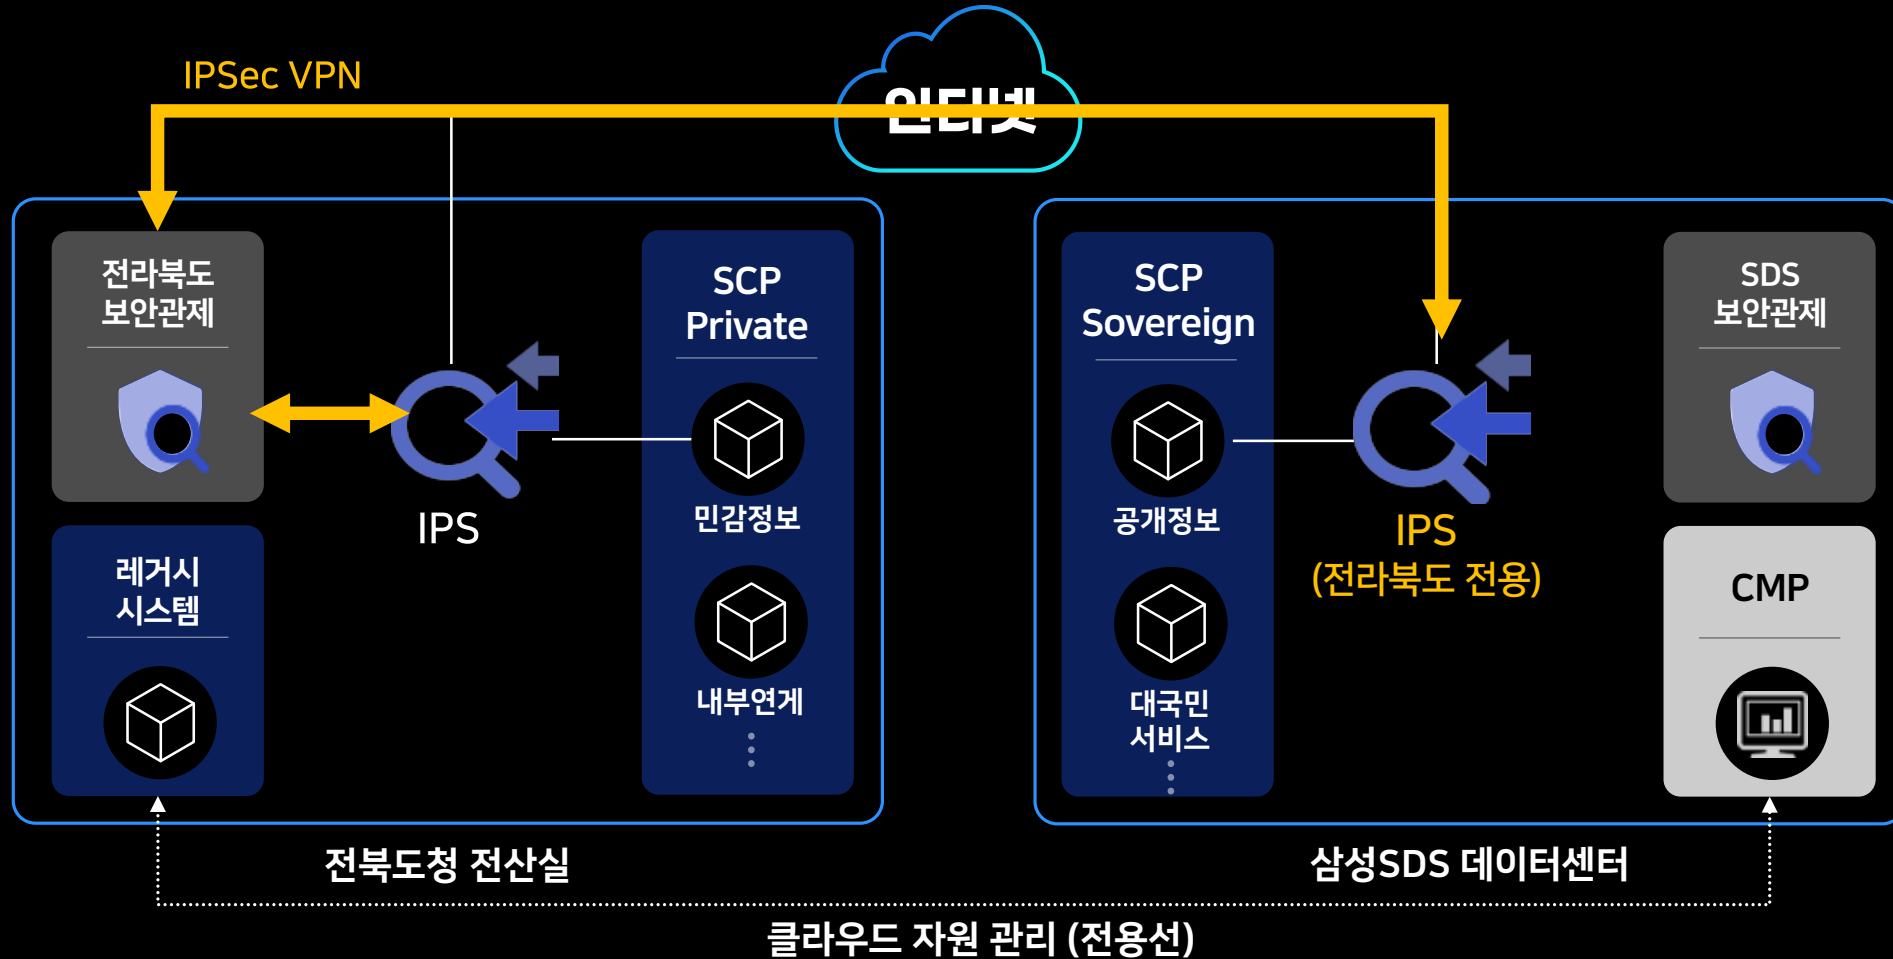 IPSec VPN
인터넷
전라북도
보안관제
SCP
Private
민감정보
내부연게
IPS
레거시
시스템
전북도청 전산실
SCP
Sovereign
공개정보
대국민
서비스
IPS
(전라북도 전용)
SDS
보안관제
CMP
삼성SDS 데이터센터
클라우드 자원 관리 (전용선)